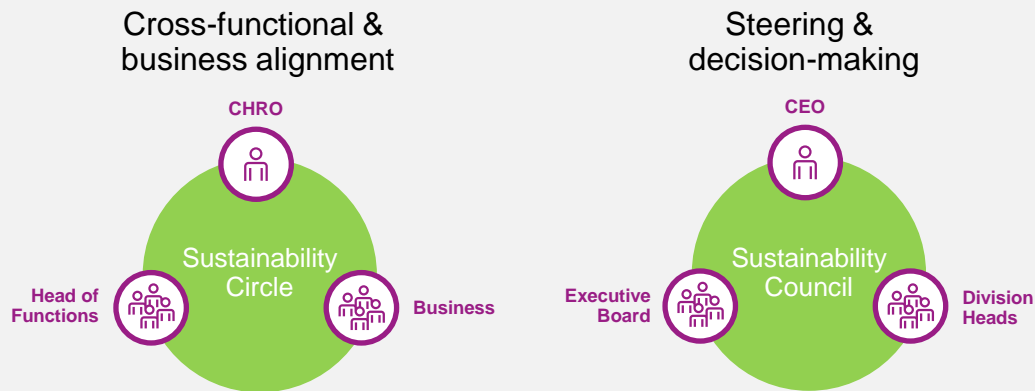 Cross-functional &
business alignment
CHRO
Sustainability
Circle
Head of
Functions
Business
Steering &
decision-making
CEO
Sustainability
Council
Executive
Board
Division
Heads